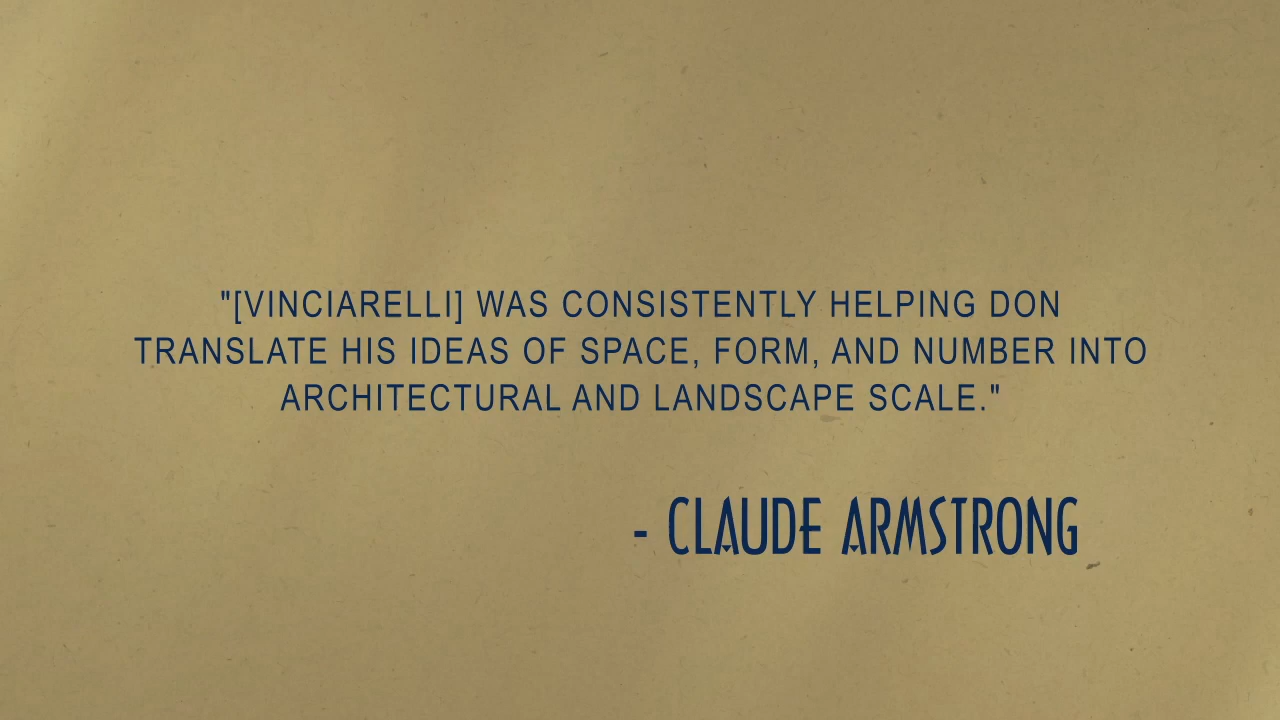 "[VINCIARELLI] WAS CONSISTENTLY HELPING DON
TRANSLATE HIS IDEAS OF SPACE, FORM, AND NUMBER INTO
ARCHITECTURAL AND LANDSCAPE SCALE."
- CLAUDE ARMSTRONG